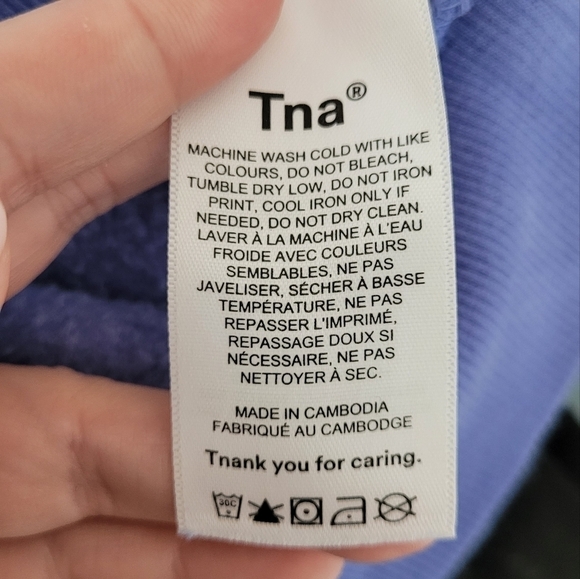 Tna®
MACHINE WASH COLD WITH LIKE
COLOURS, DO NOT BLEACH,
TUMBLE DRY LOW, DO NOT IRON
PRINT, COOL IRON ONLY IF
NEEDED, DO NOT DRY CLEAN.
LAVER À LA MACHINE À L'EAU
FROIDE AVEC COULEURS
SEMBLABLES, NE PAS
JAVELISER, SÉCHER À BASSE
TEMPÉRATURE, NE PAS
REPASSER L'IMPRIMÉ,
REPASSAGE DOUX SI
NÉCESSAIRE, NE PAS
NETTOYER À SEC.
MADE IN CAMBODIA
FABRIQUÉ AU CAMBODGE
Tnank you for caring.
30C